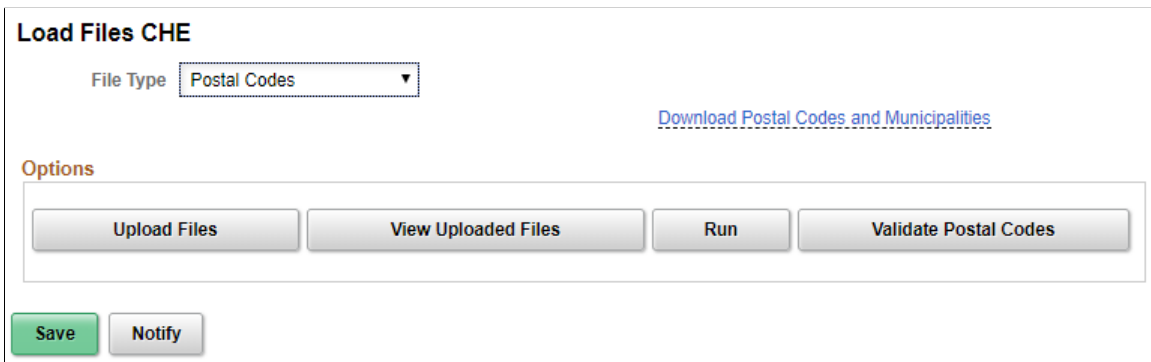 Load Files CHE
File Type Postal Codes
Download Postal Codes and Municipalities
Options
Upload Files View Uploaded Files Run Validate Postal Codes
Save Notify